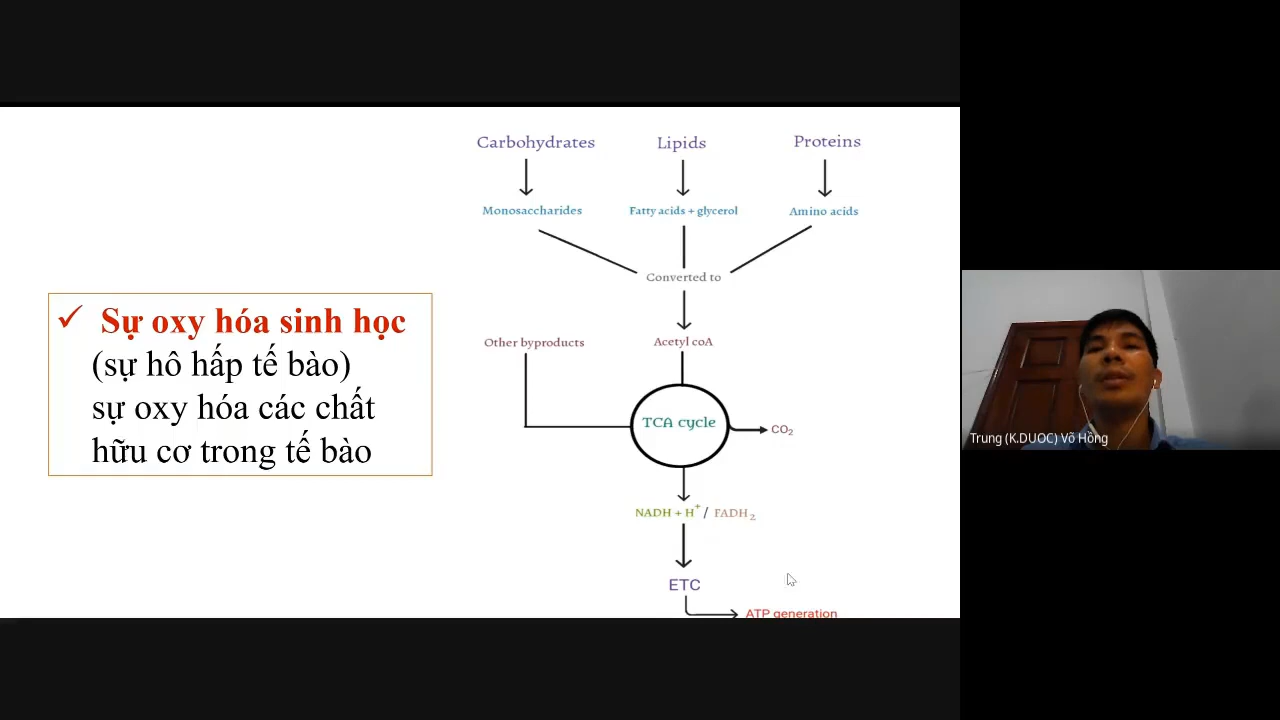 Carbohydrates Lipids Proteins
Monosaccharides Fatty acids + glycerol Amino acids
Converted to
✓ Sự oxy hóa sinh học
(sự hô hấp tế bào)
sự oxy hóa các chất
hữu cơ trong tế bào
Other byproducts Acetyl coA
TCA cycle CO2
NADH + H+ / FADH2
ETC
ATP generation
Trung (K.DUOC) Võ Hồng